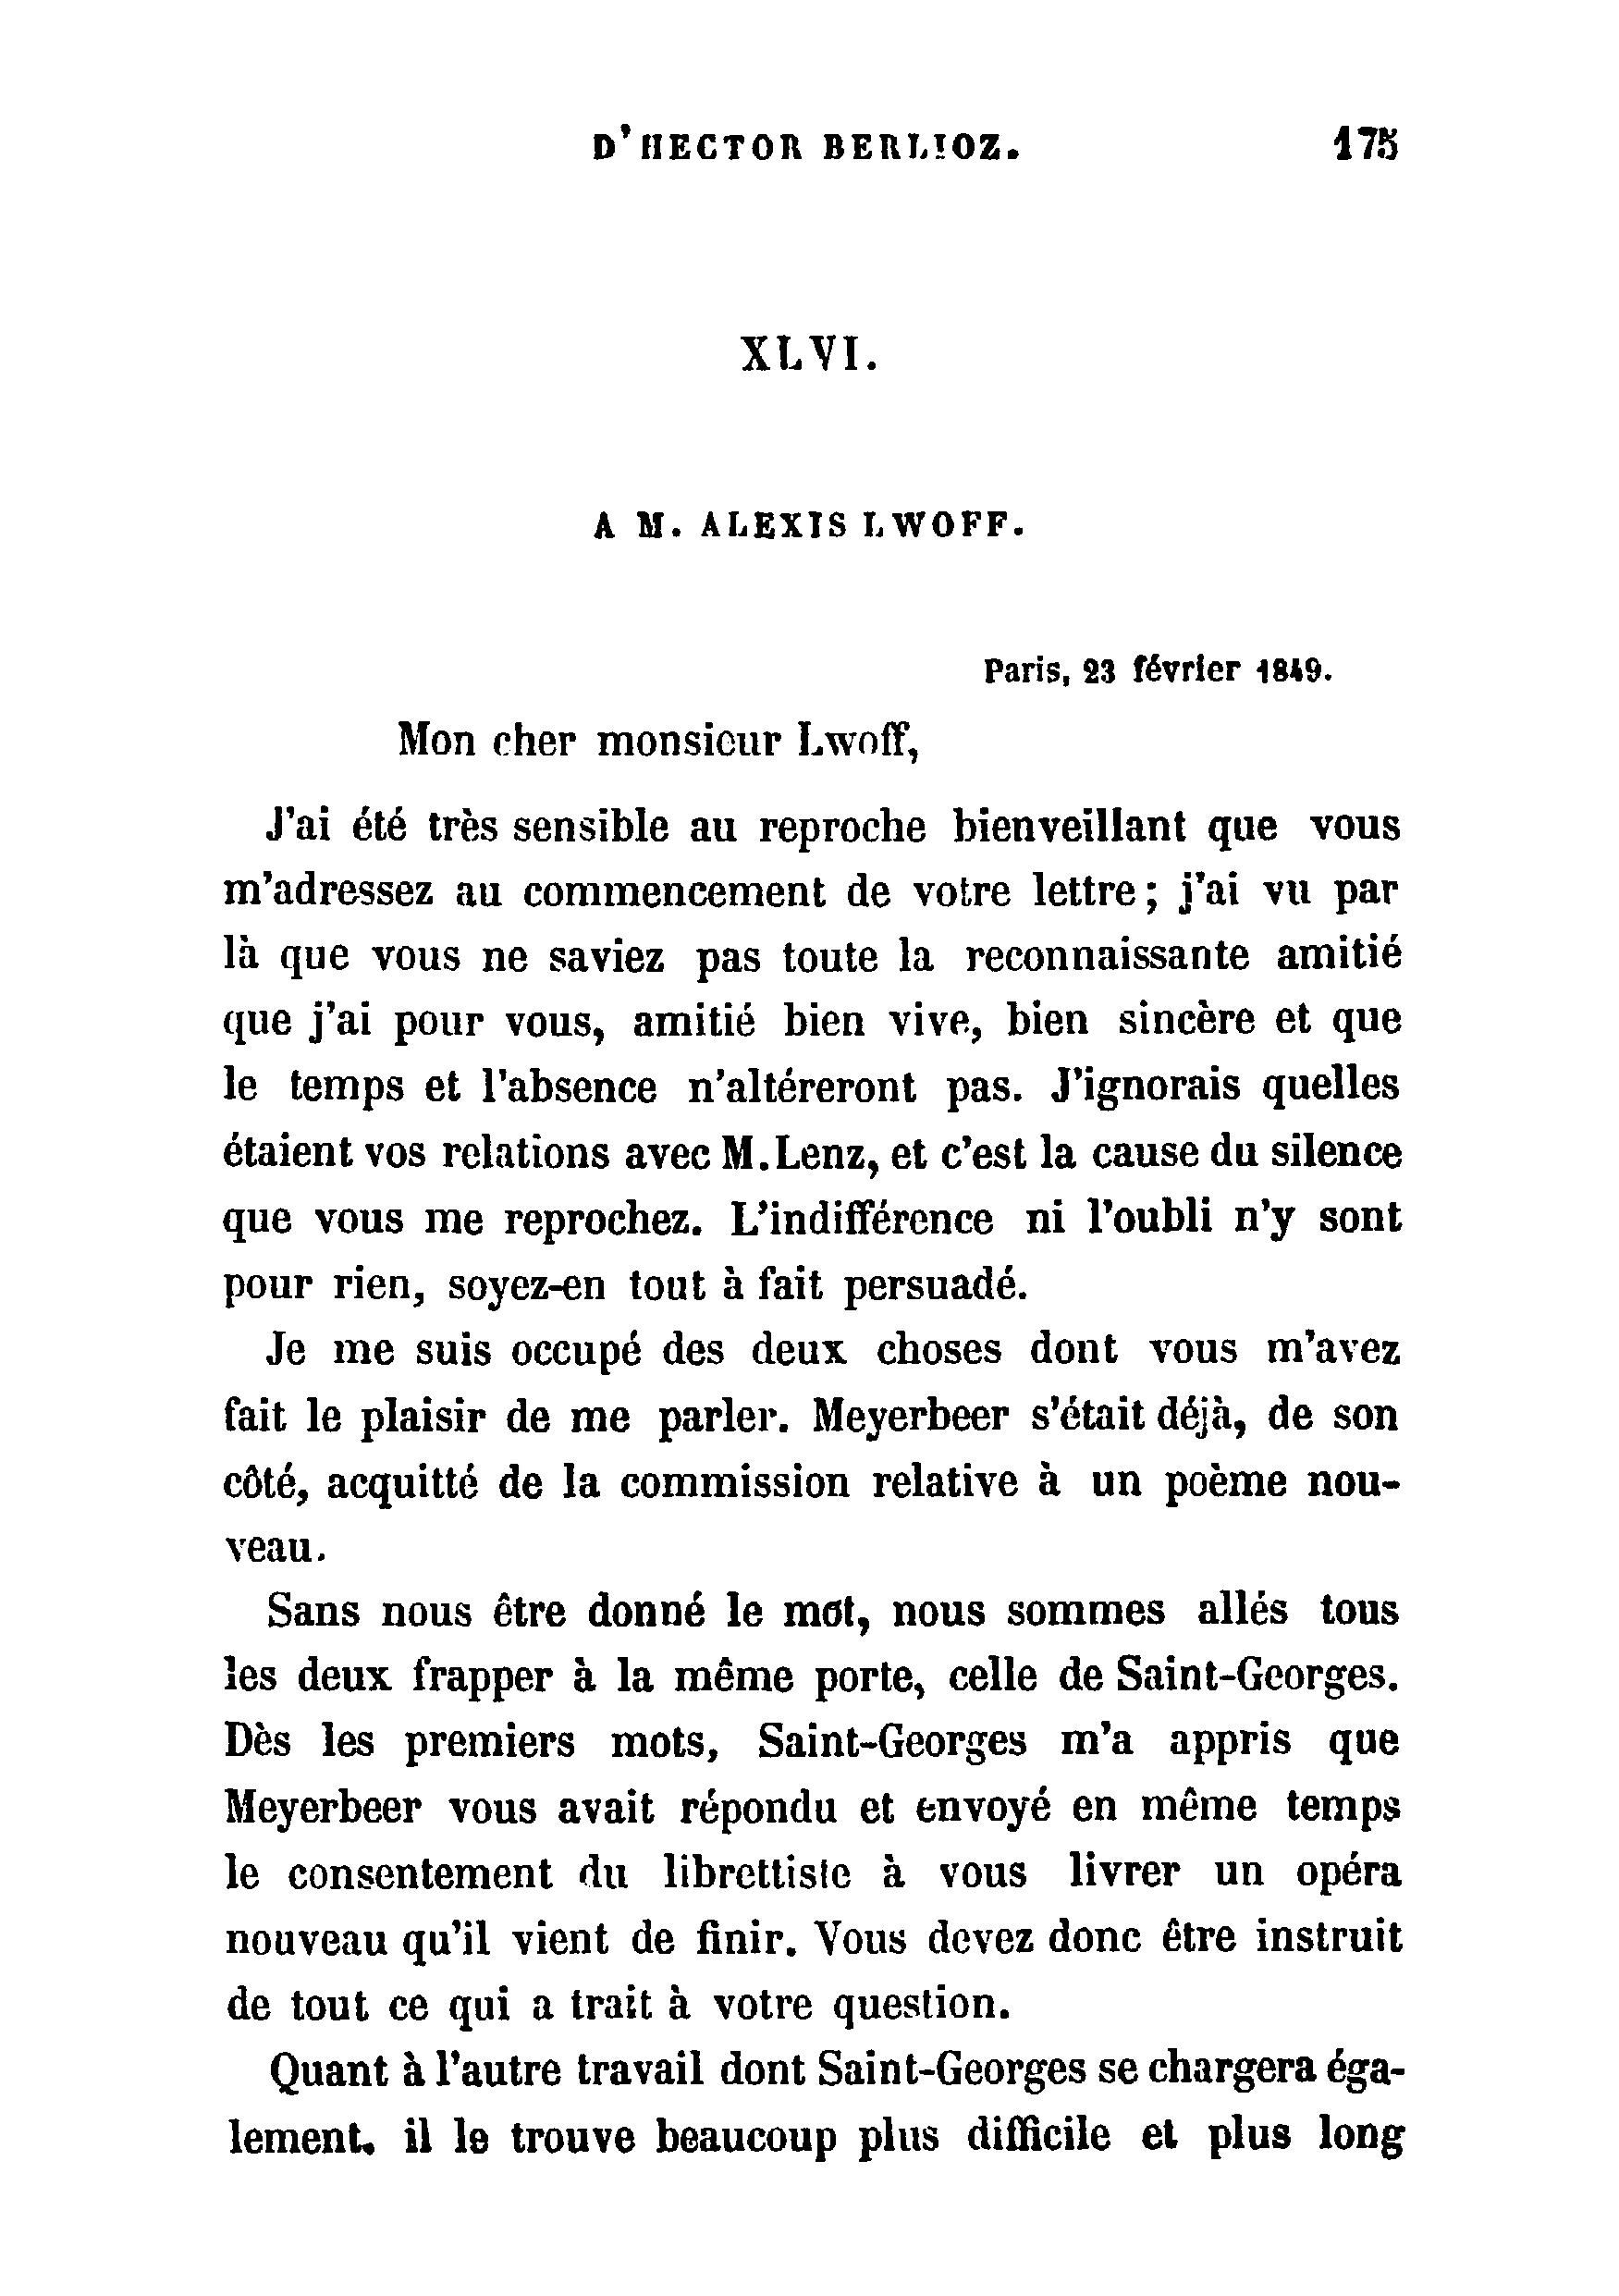 D'HECTOR BERLIOZ. 175
XLVI.
A M. ALEXIS LWOFF.
Paris, 23 février 1849.
Mon cher monsieur Lwoff,
J'ai été très sensible au reproche bienveillant que vous
m'adressez au commencement de votre lettre ; j'ai vu par
là que vous ne saviez pas toute la reconnaissante amitié
que j'ai pour vous, amitié bien vive, bien sincère et que
le temps et l'absence n'altéreront pas. J'ignorais quelles
étaient vos relations avec M. Lenz, et c'est la cause du silence
que vous me reprochez. L'indifférence ni l'oubli n'y sont
pour rien, soyez-en tout à fait persuadé.
Je me suis occupé des deux choses dont vous m'avez
fait le plaisir de me parler. Meyerbeer s'était déjà, de son
côté, acquitté de la commission relative à un poème nou-
veau.
Sans nous être donné le mot, nous sommes allés tous
les deux frapper à la même porte, celle de Saint-Georges.
Dès les premiers mots, Saint-Georges m'a appris que
Meyerbeer vous avait répondu et envoyé en même temps
le consentement du librettiste à vous livrer un opéra
nouveau qu'il vient de finir. Vous devez donc être instruit
de tout ce qui a trait à votre question.
Quant à l'autre travail dont Saint-Georges se chargera éga-
lement, il le trouve beaucoup plus difficile et plus long